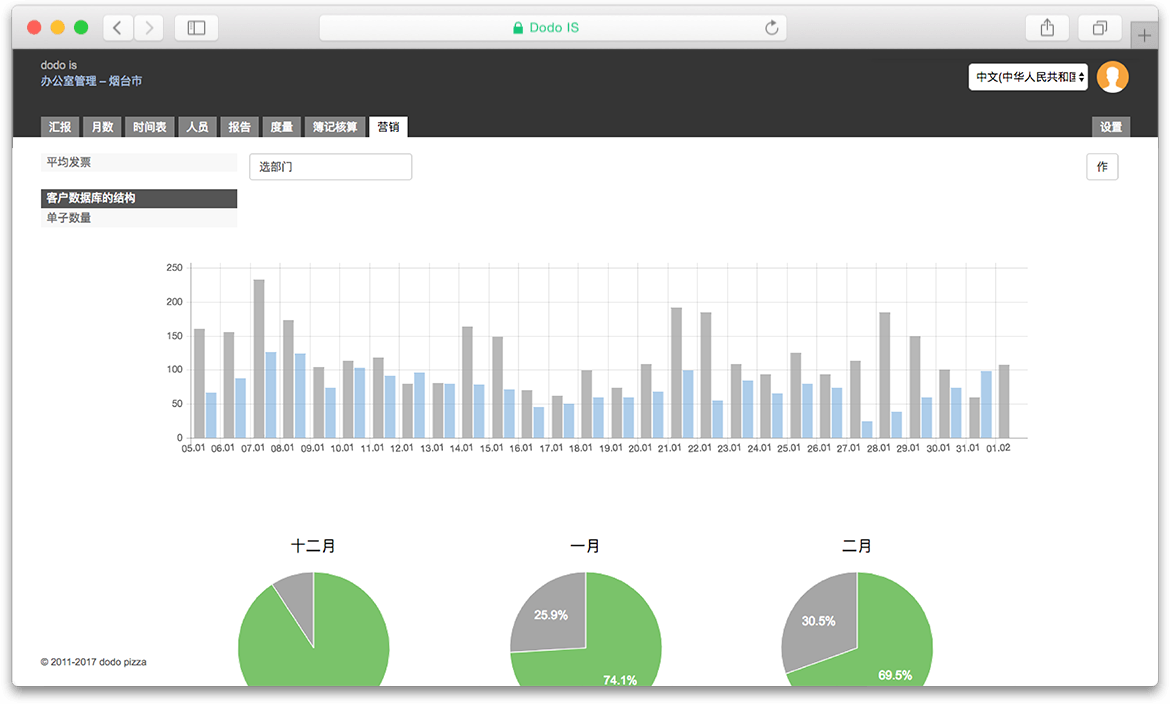 Dodo IS
dodo is
办公室管理 – 烟台市
中文(中华人民共和国
汇报 月数 时间表 人员 报告 度量 簿记核算 营销 设置
平均发票
选部门
作
客户数据库的结构
单子数量
250
200
150
100
50
0
05.01 06.01 07.01 08.01 09.01 10.01 11.01 12.01 13.01 14.01 15.01 16.01 17.01 18.01 19.01 20.01 21.01 22.01 23.01 24.01 25.01 26.01 27.01 28.01 29.01 30.01 31.01 01.02
十二月 一月 二月
25.9% 30.5%
74.1% 69.5%
© 2011-2017 dodo pizza